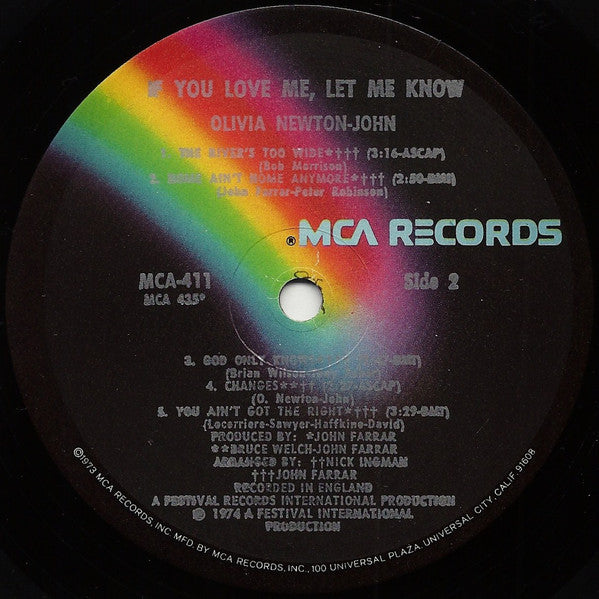 IF YOU LOVE ME, LET ME KNOW
OLIVIA NEWTON-JOHN
1. THE RIVER'S TOO WIDE*††† (3:16-ASCAP)
(Bob Morrison)
2. HOME AIN'T HOME ANYMORE*††† (2:50-BMI)
(John Farrar-Peter Robinson)
® MCA RECORDS
MCA-411
MCA 435*
Side 2
3. GOD ONLY
(Brian
4. CHANGES**††
(O. Newton-John)
5. YOU AIN'T GOT THE RIGHT*††† (3:29-BMI)
(Locorriere-Sawyer-Haffkine-David)
PRODUCED BY: *JOHN FARRAR
**BRUCE WELCH-JOHN FARRAR
ARRANGED BY: ††NICK INGMAN
†††JOHN FARRAR
RECORDED IN ENGLAND
A FESTIVAL RECORDS INTERNATIONAL PRODUCTION
℗ 1974 A FESTIVAL INTERNATIONAL
PRODUCTION
©1973 MCA RECORDS, INC. MFD. BY MCA RECORDS, INC., 100 UNIVERSAL PLAZA, UNIVERSAL CITY, CALIF. 91608